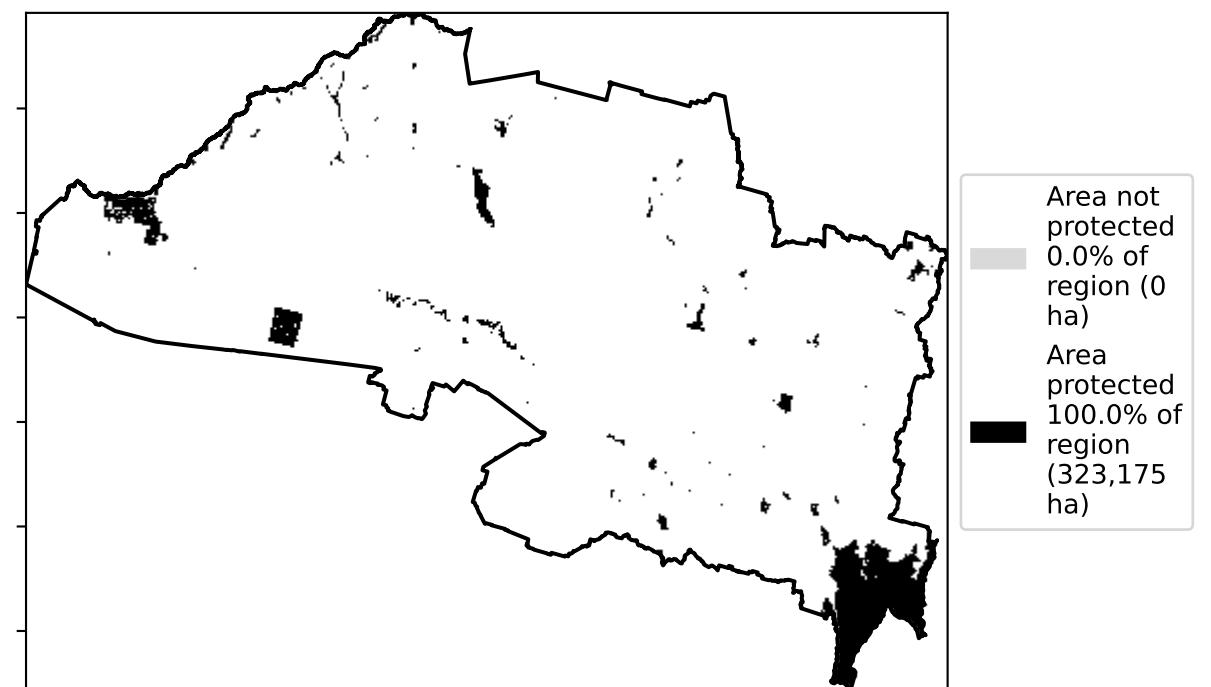 Area not
protected
0.0% of
region (0
ha)
Area
protected
100.0% of
region
(323,175
ha)